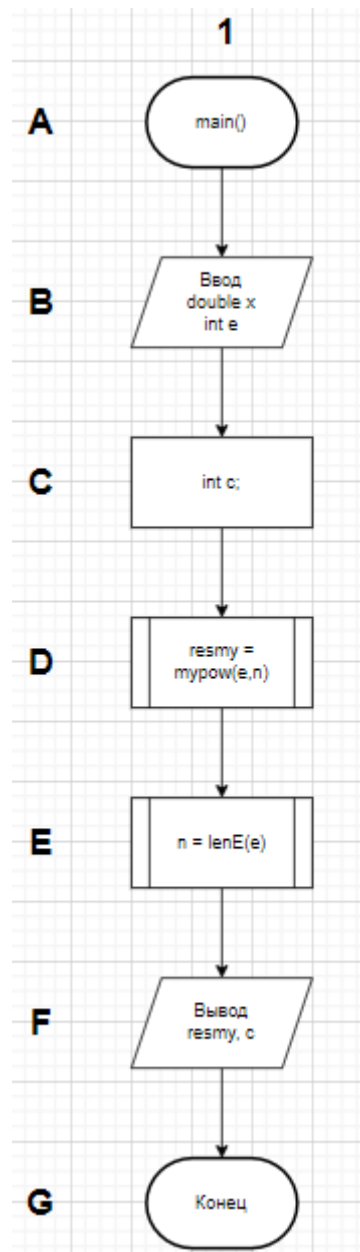 1
A
main()
B
Ввод
double x
int e
C
int c;
D
resmy =
mypow(e,n)
E
n = lenE(e)
F
Вывод
resmy, c
G
Конец